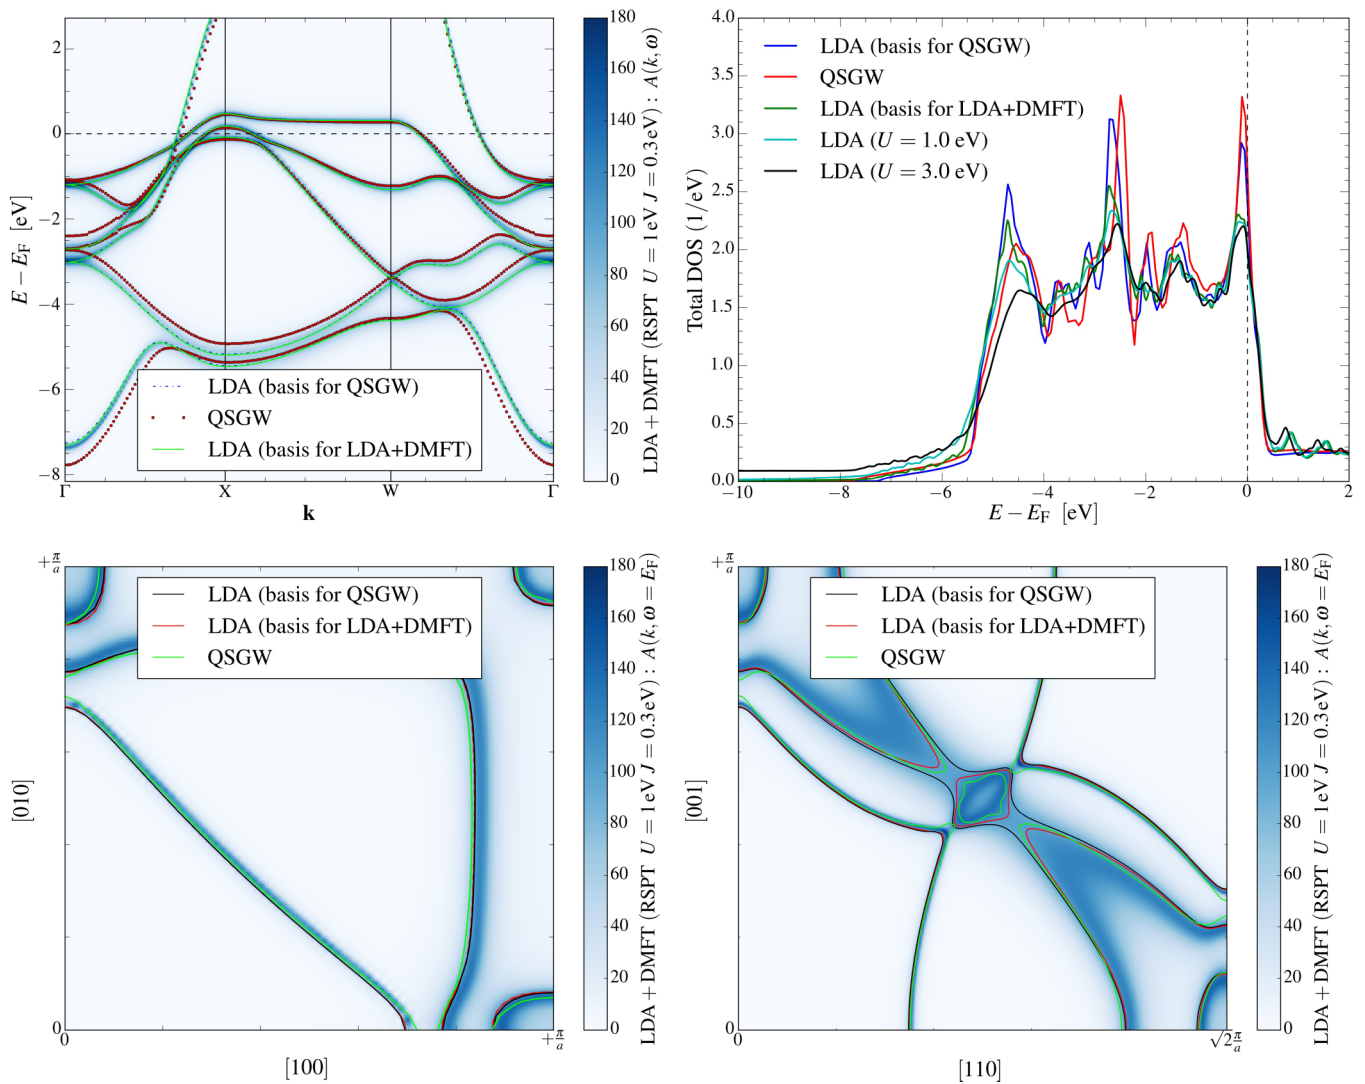 2
0
−2
−4
−6
−8
E − E_F [eV]
Γ
X
W
Γ
k
LDA (basis for QSGW)
QSGW
LDA (basis for LDA+DMFT)
180
160
140
120
100
80
60
40
20
0
LDA + DMFT (RSPT U = 1eV J = 0.3eV) : A(k, ω)
4.0
3.5
3.0
2.5
2.0
1.5
1.0
0.5
0.0
Total DOS (1/eV)
LDA (basis for QSGW)
QSGW
LDA (basis for LDA+DMFT)
LDA (U = 1.0 eV)
LDA (U = 3.0 eV)
−10
−8
−6
−4
−2
0
2
E − E_F [eV]
+π/a
[010]
0
0
+π/a
[100]
LDA (basis for QSGW)
LDA (basis for LDA+DMFT)
QSGW
180
160
140
120
100
80
60
40
20
0
LDA + DMFT (RSPT U = 1eV J = 0.3eV) : A(k, ω = E_F)
+π/a
[001]
0
0
√2π/a
[110]
LDA (basis for QSGW)
LDA (basis for LDA+DMFT)
QSGW
180
160
140
120
100
80
60
40
20
0
LDA + DMFT (RSPT U = 1eV J = 0.3eV) : A(k, ω = E_F)